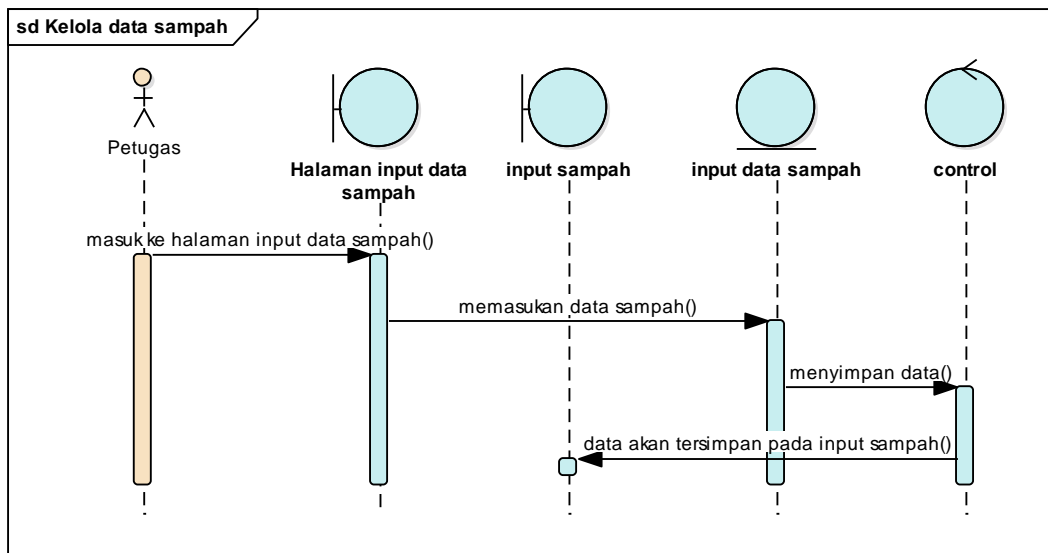 sd Kelola data sampah
Petugas
Halaman input data
sampah
input sampah
input data sampah
control
masuk ke halaman input data sampah()
memasukan data sampah()
menyimpan data()
data akan tersimpan pada input sampah()